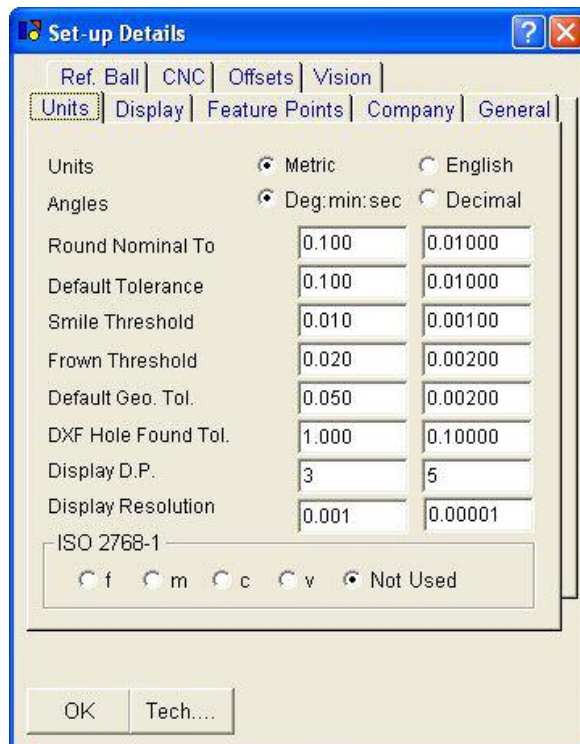 Set-up Details
Ref. Ball CNC Offsets Vision
Units Display Feature Points Company General
Units Metric English
Angles Deg:min:sec Decimal
Round Nominal To 0.100 0.01000
Default Tolerance 0.100 0.01000
Smile Threshold 0.010 0.00100
Frown Threshold 0.020 0.00200
Default Geo. Tol. 0.050 0.00200
DXF Hole Found Tol. 1.000 0.10000
Display D.P. 3 5
Display Resolution 0.001 0.00001
ISO 2768-1
f m c v Not Used
OK Tech....